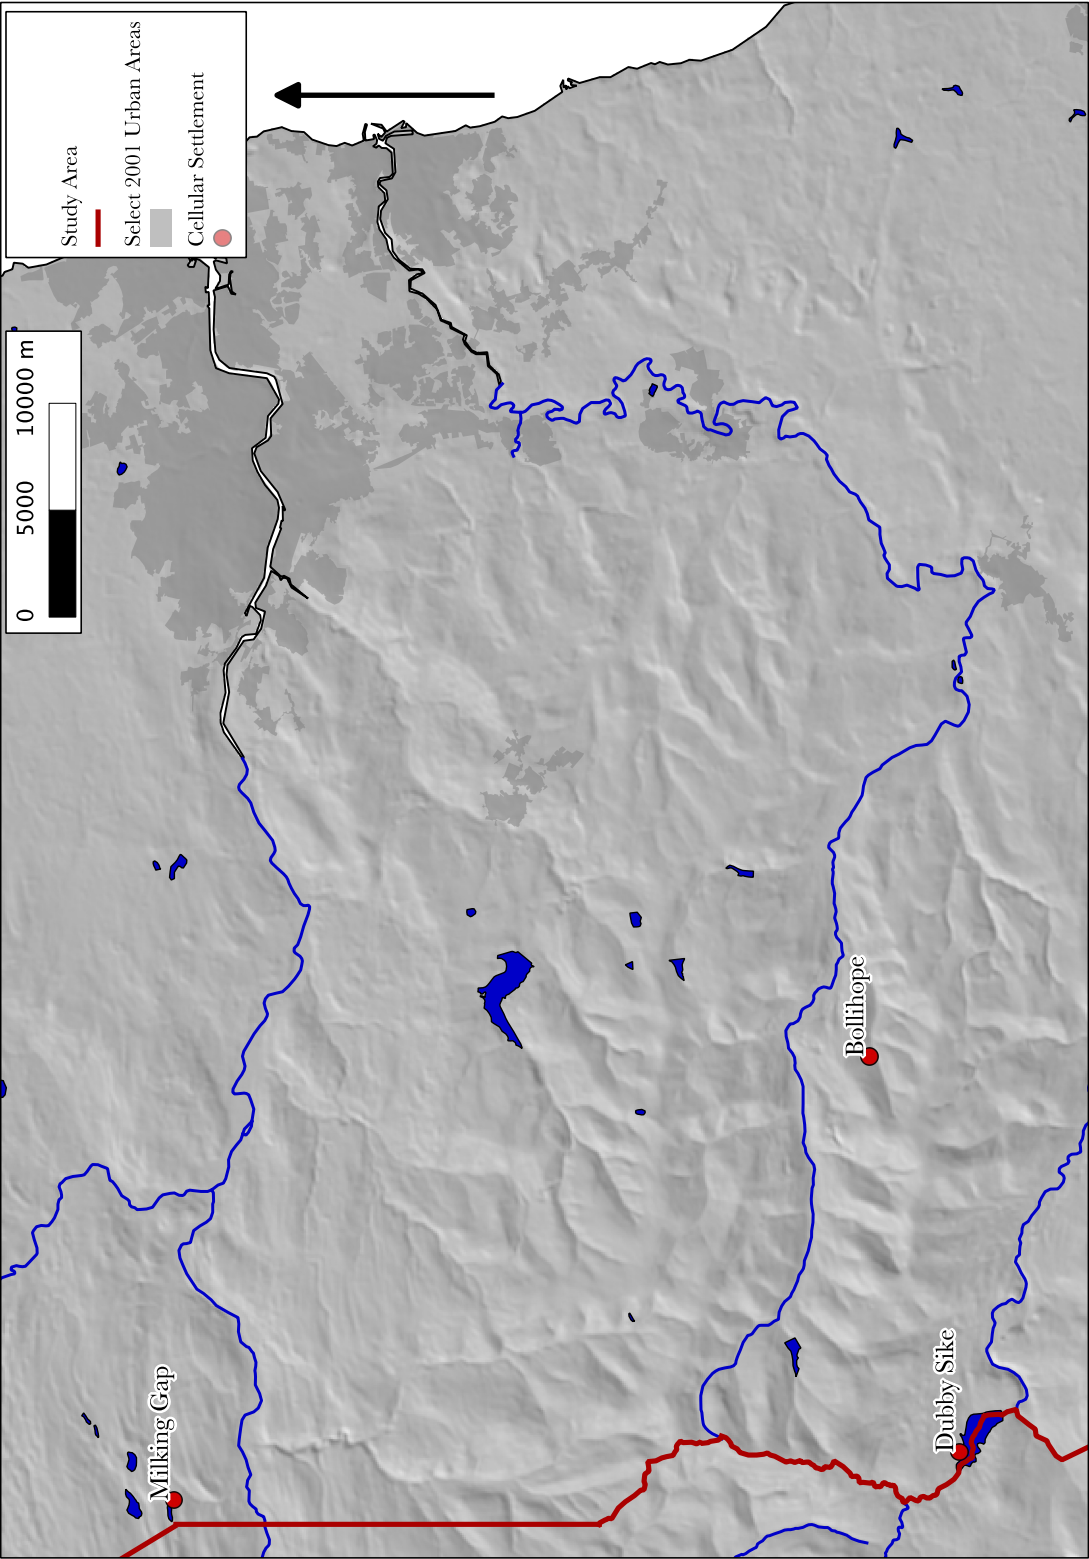 Study Area
Select 2001 Urban Areas
Cellular Settlement
0 5000 10000 m
Milking Gap
Bollihope
Dubby Sike